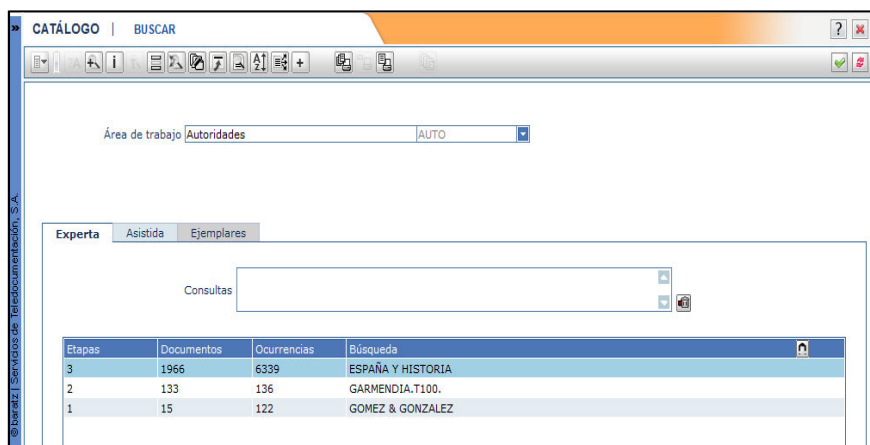 »
CATÁLOGO | BUSCAR
? ×
i A Z +
Área de trabajo Autoridades AUTO
Experta Asistida Ejemplares
Consultas
Etapas Documentos Ocurrencias Búsqueda
3 1966 6339 ESPAÑA Y HISTORIA
2 133 136 GARMENDIA.T100.
1 15 122 GOMEZ & GONZALEZ
© baratz | Servicios de Teledocumentación, S.A.